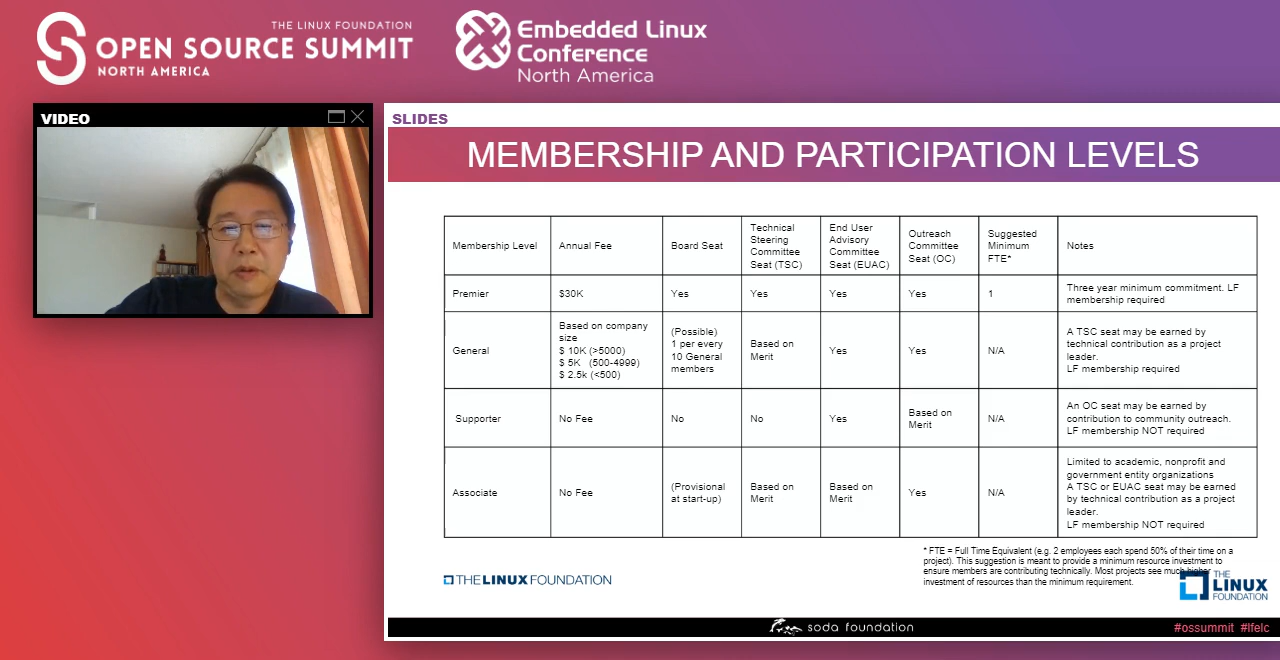 THE LINUX FOUNDATION
OPEN SOURCE SUMMIT
NORTH AMERICA
Embedded Linux
Conference
North America
VIDEO
SLIDES
MEMBERSHIP AND PARTICIPATION LEVELS
Membership Level
Annual Fee
Board Seat
Technical
Steering
Committee
Seat (TSC)
End User
Advisory
Committee
Seat (EUAC)
Outreach
Committee
Seat (OC)
Suggested
Minimum
FTE*
Notes
Premier
$30K
Yes
Yes
Yes
Yes
1
Three year minimum commitment. LF
membership required
General
Based on company
size
$ 10K (>5000)
$ 5K (500-4999)
$ 2.5k (<500)
(Possible)
1 per every
10 General
members
Based on
Merit
Yes
Yes
N/A
A TSC seat may be earned by
technical contribution as a project
leader.
LF membership required
Supporter
No Fee
No
No
Yes
Based on
Merit
N/A
An OC seat may be earned by
contribution to community outreach.
LF membership NOT required
Associate
No Fee
(Provisional
at start-up)
Based on
Merit
Based on
Merit
Yes
N/A
Limited to academic, nonprofit and
government entity organizations
A TSC or EUAC seat may be earned
by technical contribution as a project
leader.
LF membership NOT required
* FTE = Full Time Equivalent (e.g. 2 employees each spend 50% of their time on a
project). This suggestion is meant to provide a minimum resource investment to
ensure members are contributing technically. Most projects see much higher
investment of resources than the minimum requirement.
THE LINUX FOUNDATION
THE
LINUX
FOUNDATION
soda foundation
#ossummit #lfelc